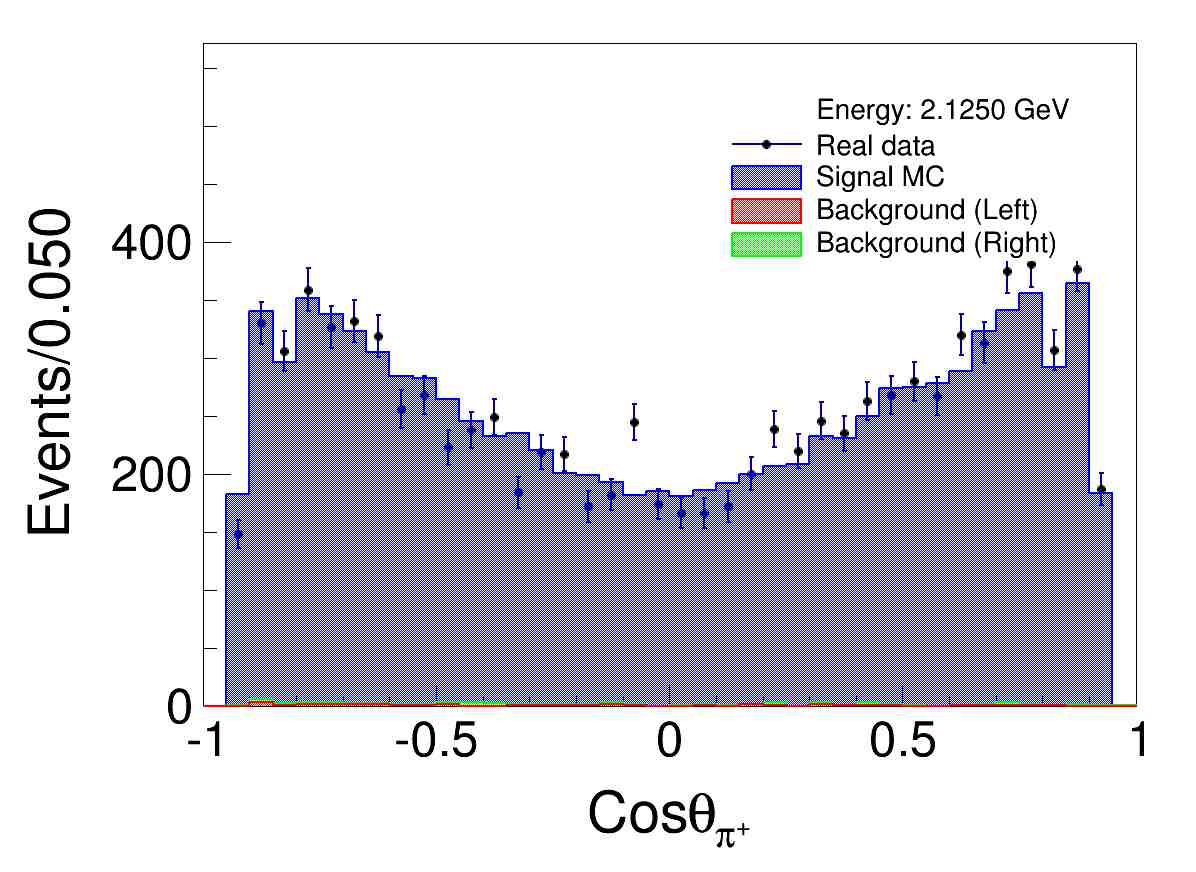 Energy: 2.1250 GeV
Real data
Signal MC
Background (Left)
Background (Right)
Events/0.050
400
200
0
-1
-0.5
0
0.5
1
Cosθπ+